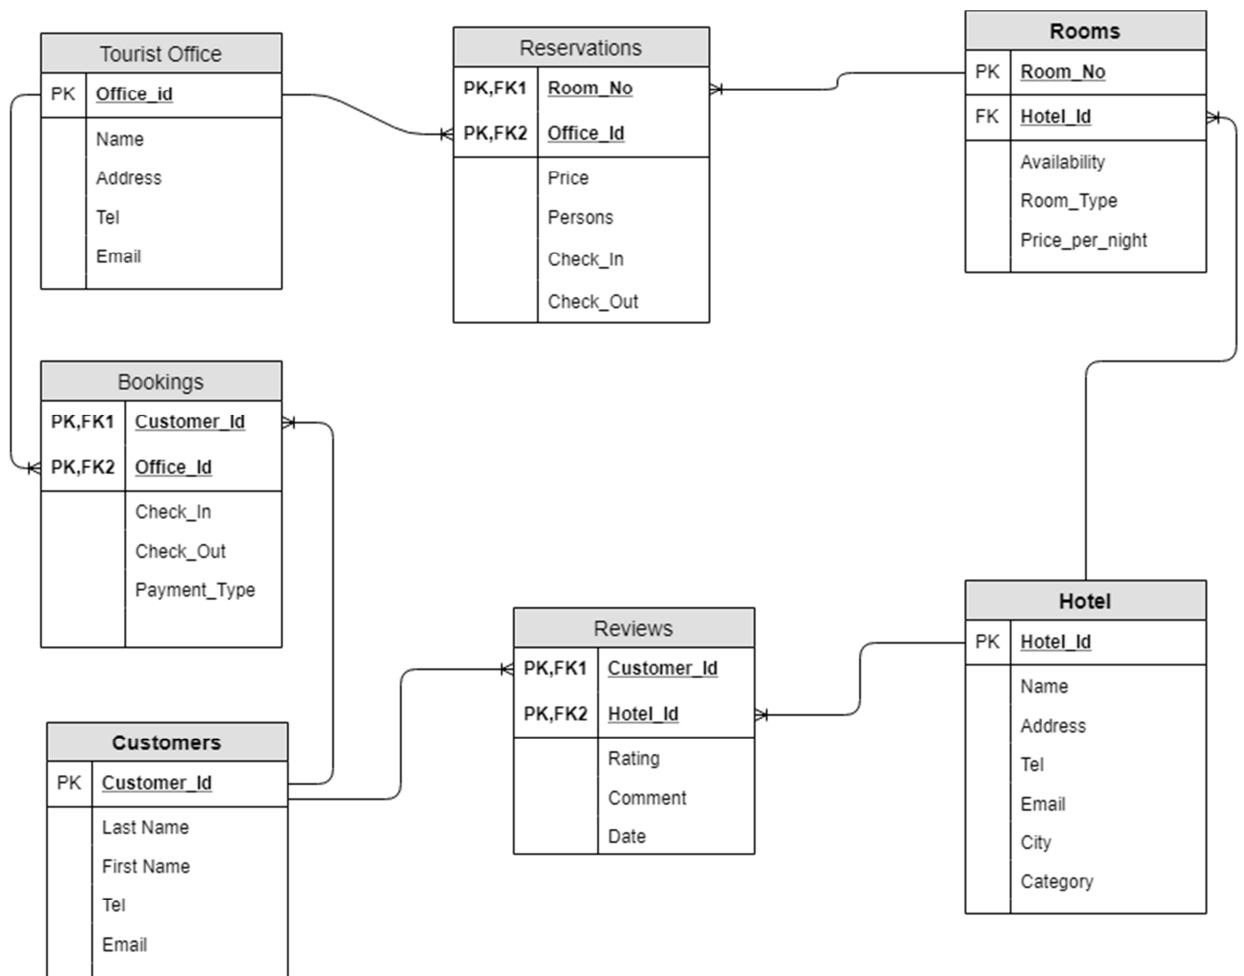 Tourist Office
PK Office_id
Name
Address
Tel
Email
Reservations
PK,FK1 Room_No
PK,FK2 Office_Id
Price
Persons
Check_In
Check_Out
Rooms
PK Room_No
FK Hotel_Id
Availability
Room_Type
Price_per_night
Bookings
PK,FK1 Customer_Id
PK,FK2 Office_Id
Check_In
Check_Out
Payment_Type
Customers
PK Customer_Id
Last Name
First Name
Tel
Email
Reviews
PK,FK1 Customer_Id
PK,FK2 Hotel_Id
Rating
Comment
Date
Hotel
PK Hotel_Id
Name
Address
Tel
Email
City
Category